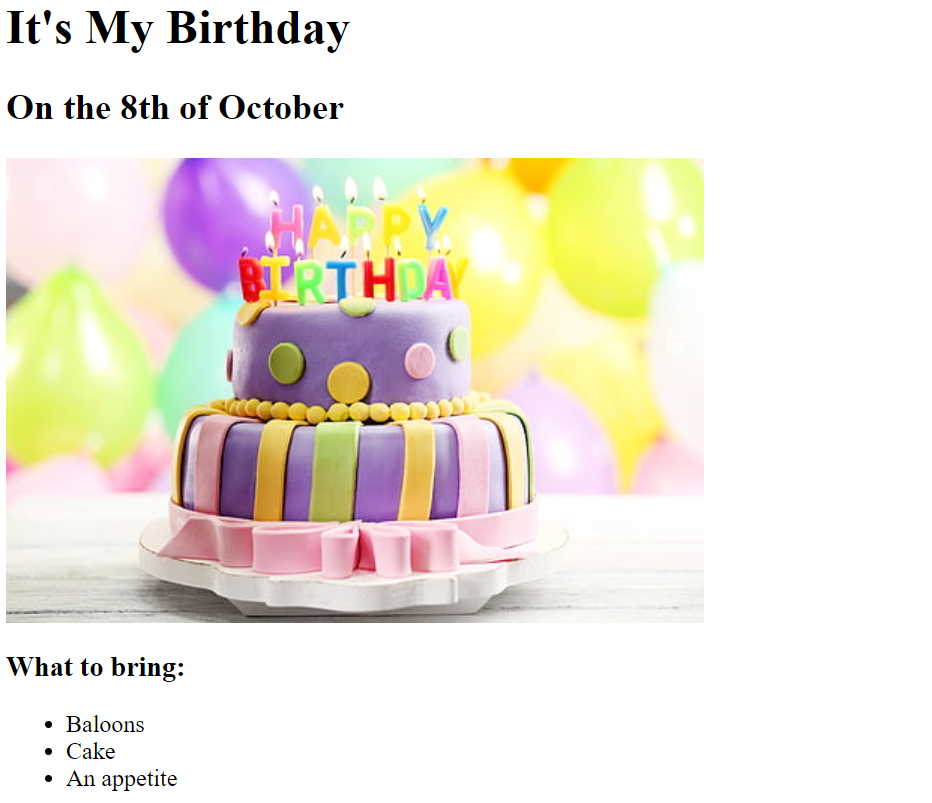 It's My Birthday
On the 8th of October
HAPPY
BIRTHDAY
What to bring:
Baloons
Cake
An appetite